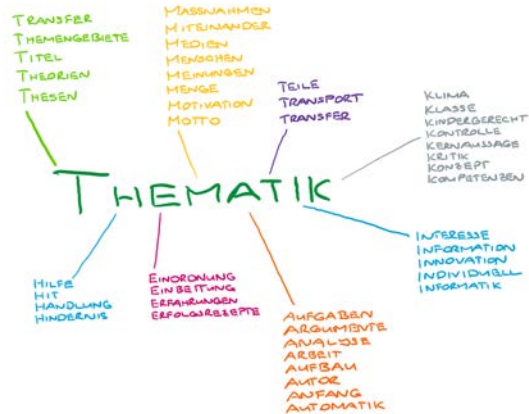 TRANSFER
THEMENGEBIETE
TITEL
THEORIEN
THESEN
MASSNAHMEN
MITEINANDER
MEDIEN
MENSCHEN
MEINUNGEN
MENGE
MOTIVATION
MOTTO
TEILE
TRANSPORT
TRANSFER
KLIMA
KLASSE
KINDERGERECHT
KONTROLLE
KERNAUSSAGE
KRITIK
KONZEPT
KOMPETENZEN
THEMATIK
HILFE
HIT
HANDLUNG
HINDERNIS
EINORDNUNG
EINBETTUNG
ERFAHRUNGEN
ERFOLGSREZEPTE
AUFGABEN
ARGUMENTE
ANALYSE
ARBEIT
AUFBAU
AUTOR
ANFANG
AUTOMATIK
INTERESSE
INFORMATION
INNOVATION
INDIVIDUELL
INFORMATIK